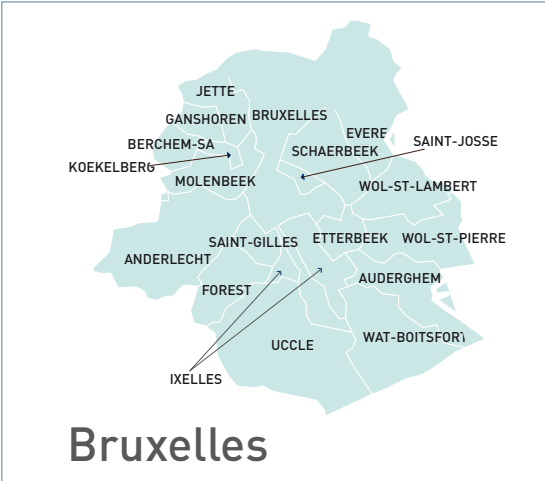 JETTE
GANSHOREN
BRUXELLES
BERCHEM-SA
EVERE
SAINT-JOSSE
SCHAERBEEK
KOEKELBERG
MOLENBEEK
WOL-ST-LAMBERT
SAINT-GILLES
ETTERBEEK
WOL-ST-PIERRE
ANDERLECHT
AUDERGHEM
FOREST
UCCLE
WAT-BOITSFORT
IXELLES
Bruxelles